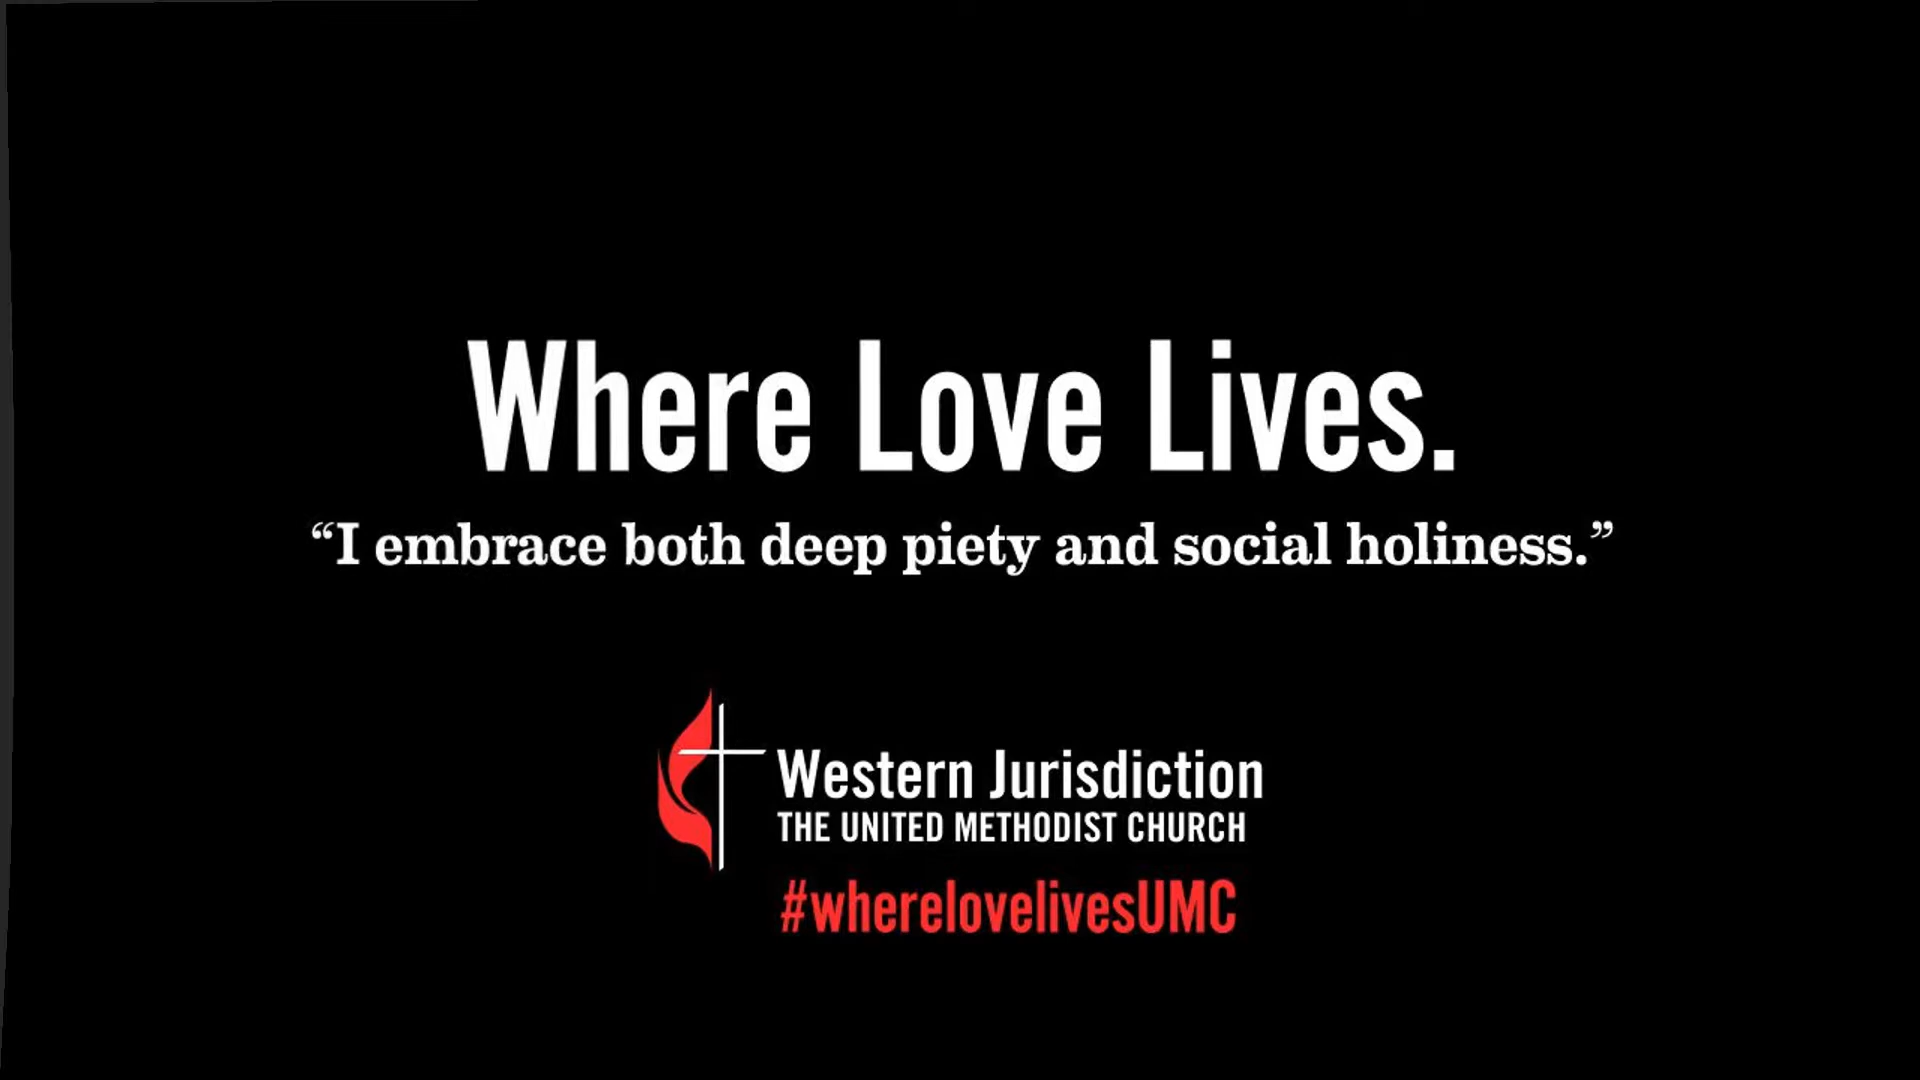 Where Love Lives.
“I embrace both deep piety and social holiness.”
Western Jurisdiction
THE UNITED METHODIST CHURCH
#wherelovelivesUMC